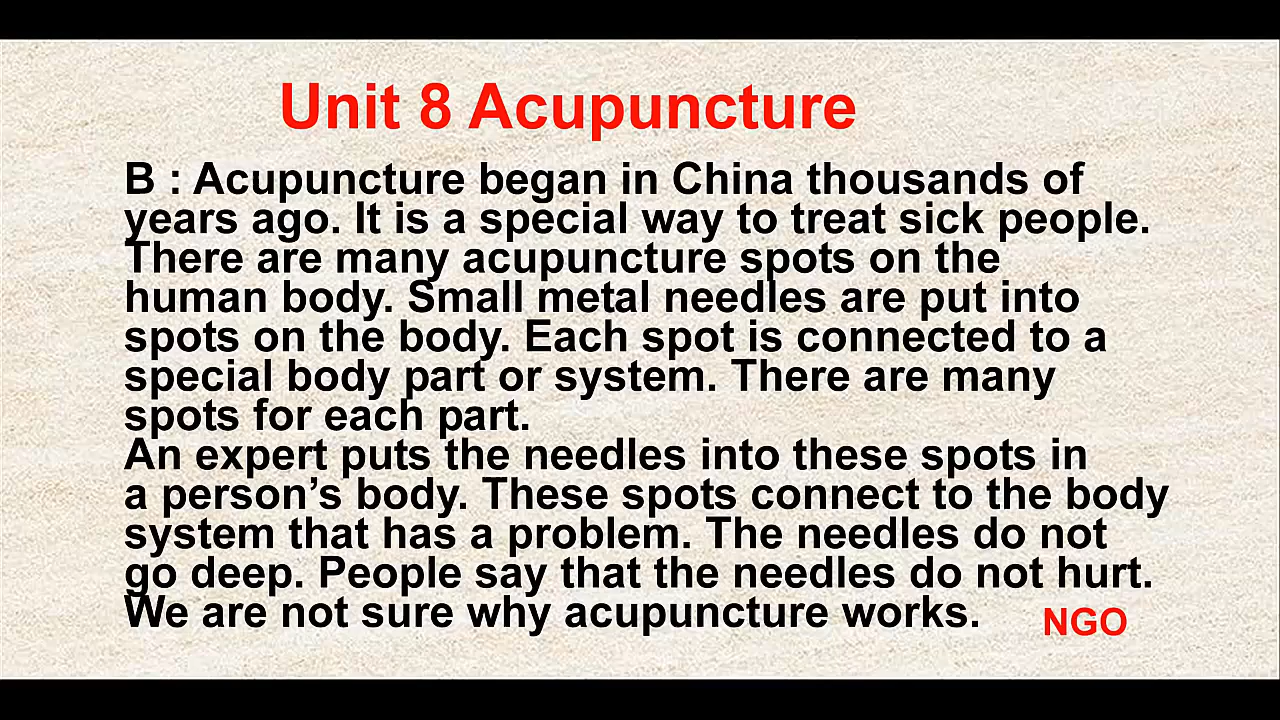 Unit 8 Acupuncture
B : Acupuncture began in China thousands of
years ago. It is a special way to treat sick people.
There are many acupuncture spots on the
human body. Small metal needles are put into
spots on the body. Each spot is connected to a
special body part or system. There are many
spots for each part.
An expert puts the needles into these spots in
a person’s body. These spots connect to the body
system that has a problem. The needles do not
go deep. People say that the needles do not hurt.
We are not sure why acupuncture works.
NGO